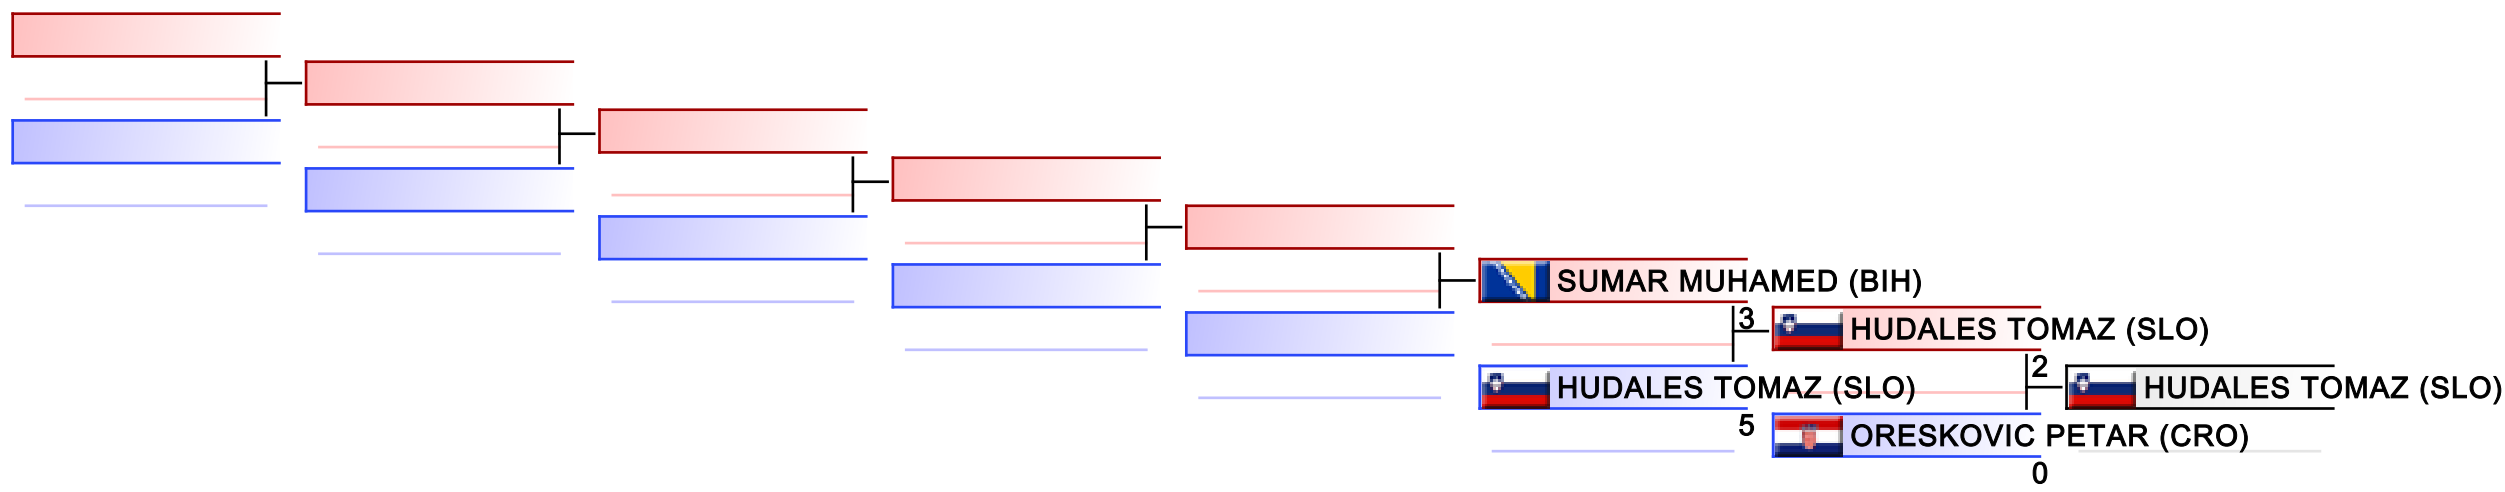 SUMAR MUHAMED (BIH)
3
HUDALES TOMAZ (SLO)
HUDALES TOMAZ (SLO)
5
2
HUDALES TOMAZ (SLO)
ORESKOVIC PETAR (CRO)
0